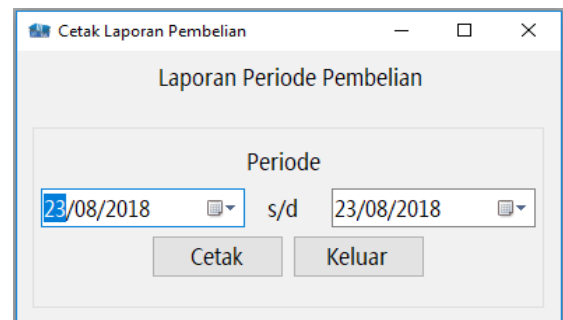 Cetak Laporan Pembelian
Laporan Periode Pembelian
Periode
23/08/2018 s/d 23/08/2018
Cetak Keluar